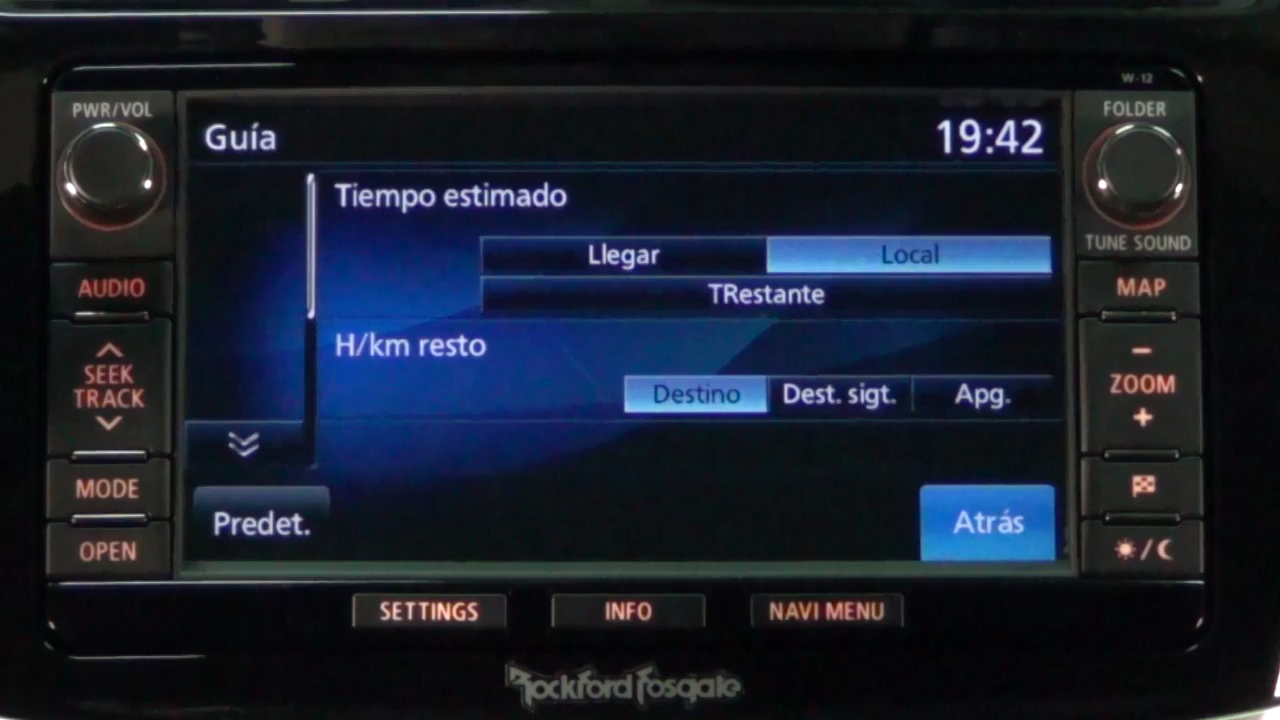 W-12
PWR/VOL
FOLDER
Guía
19:42
Tiempo estimado
TUNE SOUND
Llegar
Local
AUDIO
TRestante
MAP
H/km resto
SEEK
TRACK
ZOOM
Destino
Dest. sigt.
Apg.
MODE
Predet.
Atrás
OPEN
SETTINGS
INFO
NAVI MENU
Rockford Fosgate